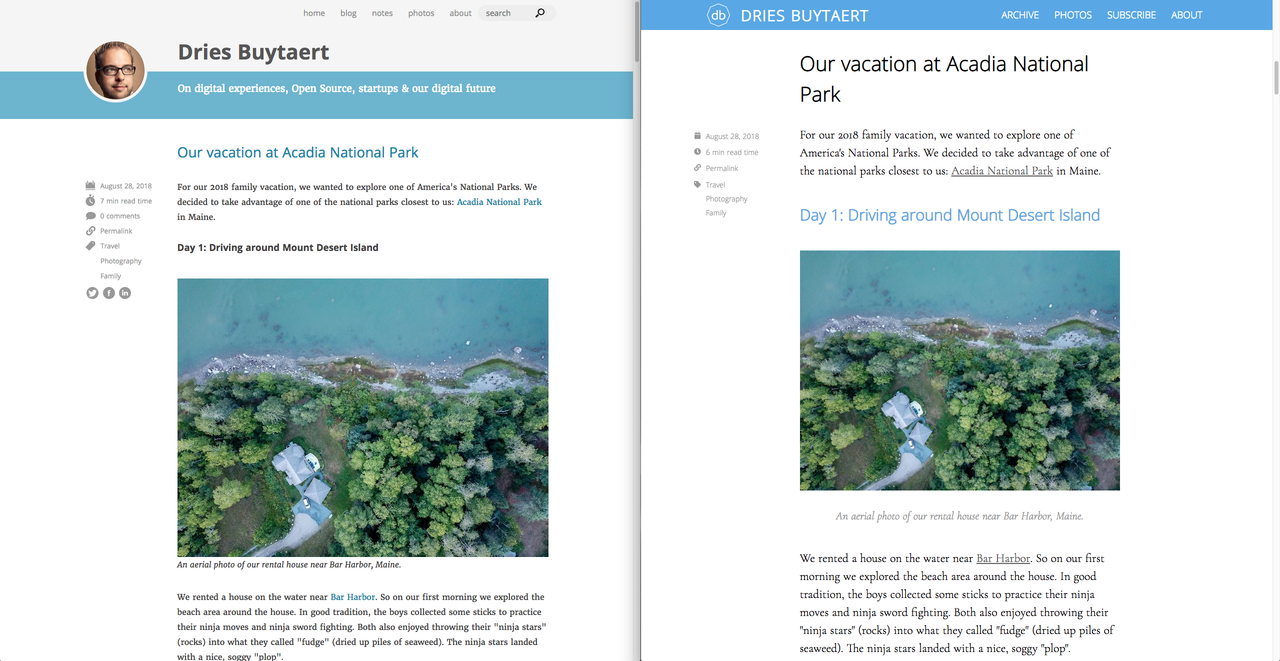 home blog notes photos about search
Dries Buytaert
On digital experiences, Open Source, startups & our digital future
Our vacation at Acadia National Park
August 28, 2018
7 min read time
0 comments
Permalink
Travel
Photography
Family
For our 2018 family vacation, we wanted to explore one of America's National Parks. We
decided to take advantage of one of the national parks closest to us: Acadia National Park
in Maine.
Day 1: Driving around Mount Desert Island
An aerial photo of our rental house near Bar Harbor, Maine.
We rented a house on the water near Bar Harbor. So on our first morning we explored the
beach area around the house. In good tradition, the boys collected some sticks to practice
their ninja moves and ninja sword fighting. Both also enjoyed throwing their "ninja stars"
(rocks) into what they called "fudge" (dried up piles of seaweed). The ninja stars landed
with a nice, soggy "plop".
db DRIES BUYTAERT ARCHIVE PHOTOS SUBSCRIBE ABOUT
Our vacation at Acadia National
Park
August 28, 2018
6 min read time
Permalink
Travel
Photography
Family
For our 2018 family vacation, we wanted to explore one of
America's National Parks. We decided to take advantage of one of
the national parks closest to us: Acadia National Park in Maine.
Day 1: Driving around Mount Desert Island
An aerial photo of our rental house near Bar Harbor, Maine.
We rented a house on the water near Bar Harbor. So on our first
morning we explored the beach area around the house. In good
tradition, the boys collected some sticks to practice their ninja
moves and ninja sword fighting. Both also enjoyed throwing their
"ninja stars" (rocks) into what they called "fudge" (dried up piles of
seaweed). The ninja stars landed with a nice, soggy "plop".